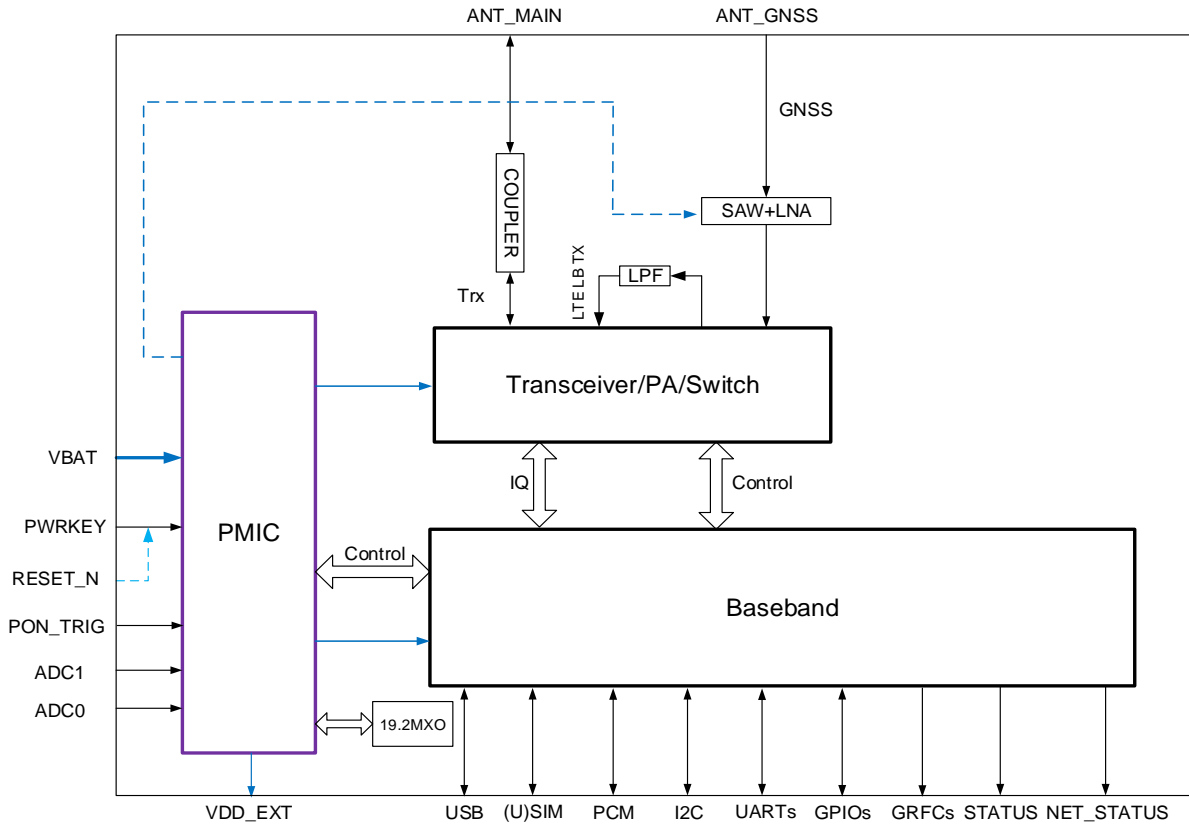 ANT_MAIN
ANT_GNSS
GNSS
COUPLER
SAW+LNA
LTE LB TX
LPF
Trx
Transceiver/PA/Switch
VBAT
IQ
Control
PWRKEY
PMIC
Control
RESET_N
Baseband
PON_TRIG
ADC1
ADC0
19.2MXO
VDD_EXT
USB
(U)SIM
PCM
I2C
UARTs
GPIOs
GRFCs
STATUS
NET_STATUS